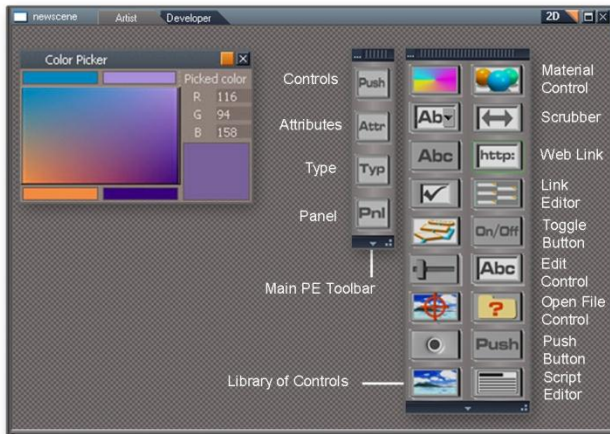 newscene Artist Developer 2D
Color Picker
Picked color
R 116
G 94
B 158
Controls
Attributes
Type
Panel
Push
Attr
Typ
Pnl
Main PE Toolbar
Library of Controls
Ab
Abc
http:
On/Off
Abc
?
Push
Material
Control
Scrubber
Web Link
Link
Editor
Toggle
Button
Edit
Control
Open File
Control
Push
Button
Script
Editor